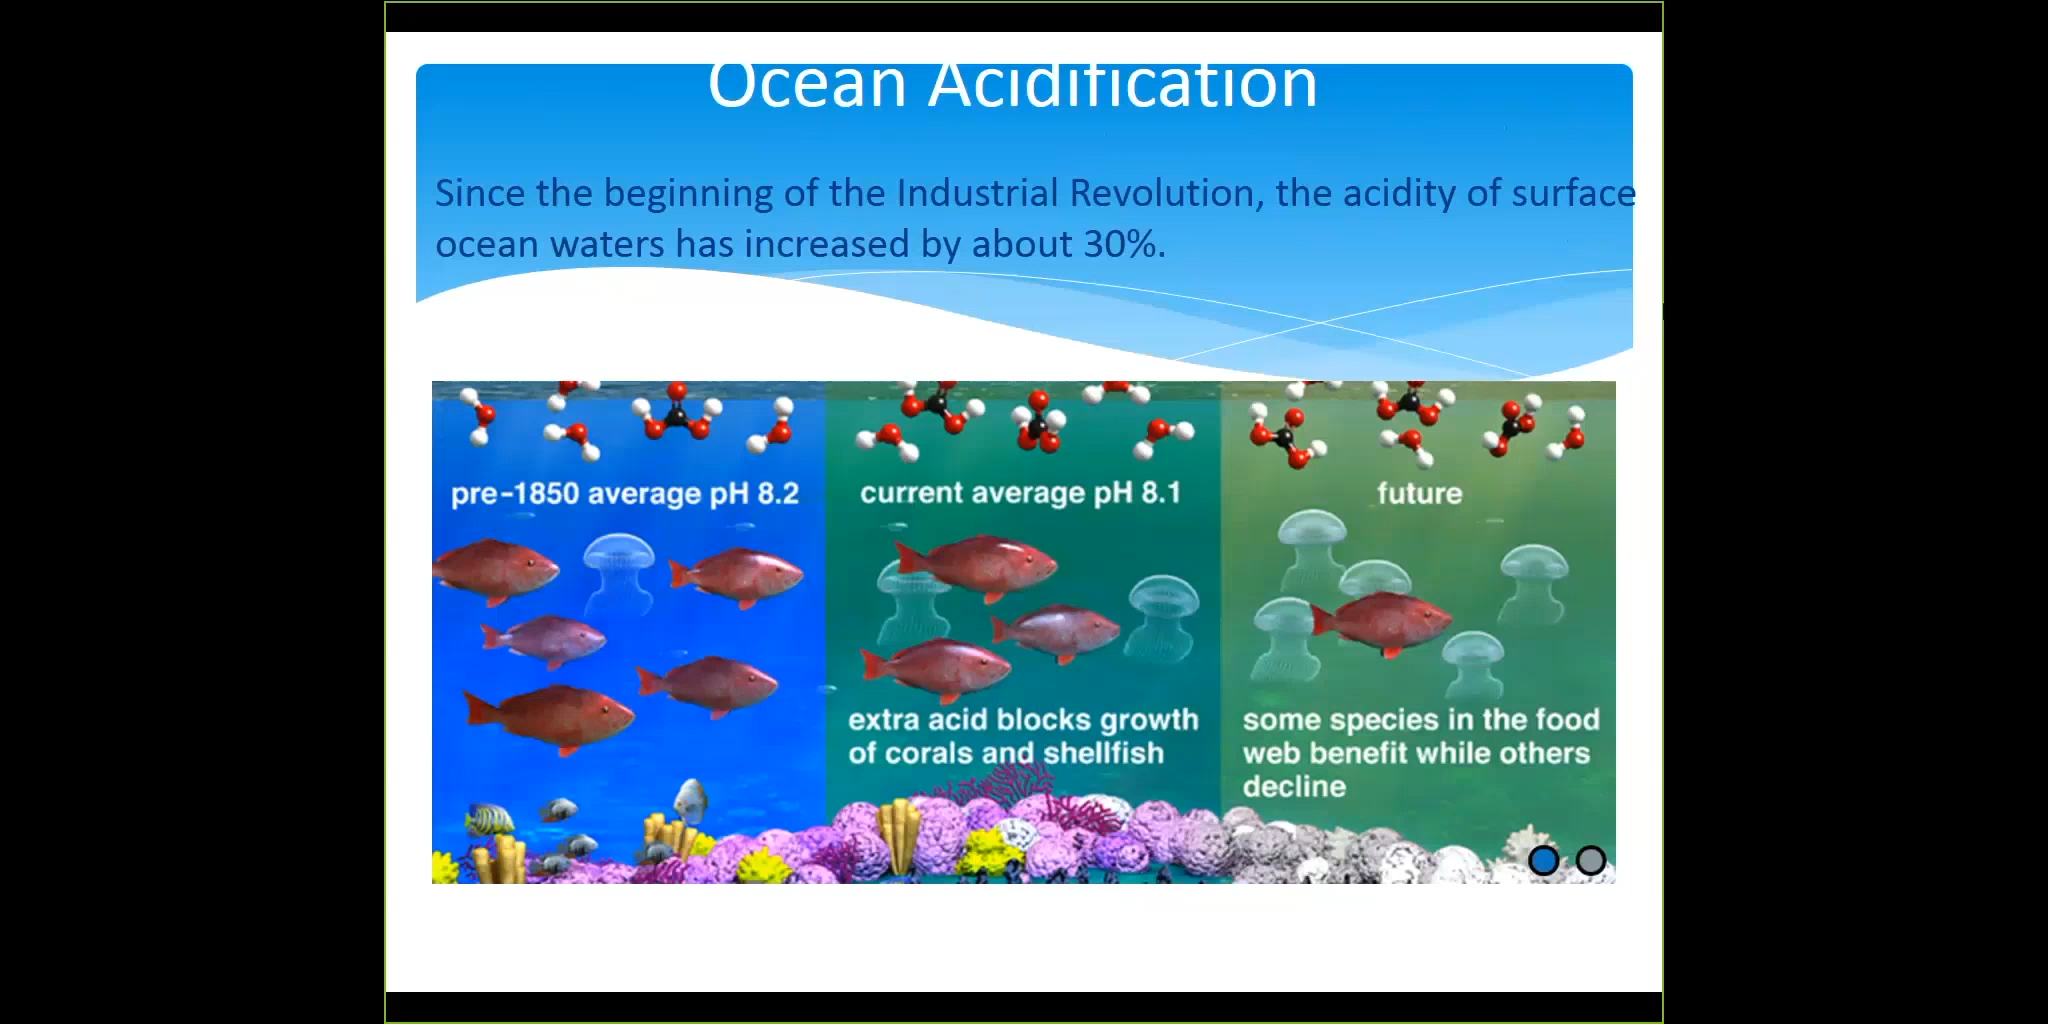 Ocean Acidification
Since the beginning of the Industrial Revolution, the acidity of surface
ocean waters has increased by about 30%.
pre-1850 average pH 8.2
current average pH 8.1
extra acid blocks growth
of corals and shellfish
future
some species in the food
web benefit while others
decline